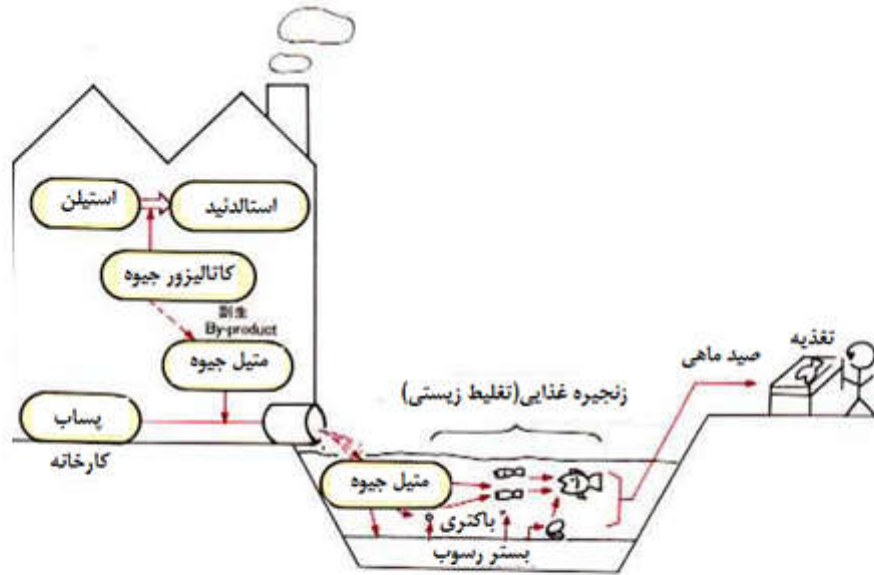 استیلن
استالدئید
کاتالیزور جیوه
副生
By-product
متیل جیوه
پساب
کارخانه
زنجیره غذایی(تغلیط زیستی)
صید ماهی
تغذیه
متیل جیوه
باکتری
بستر رسوب